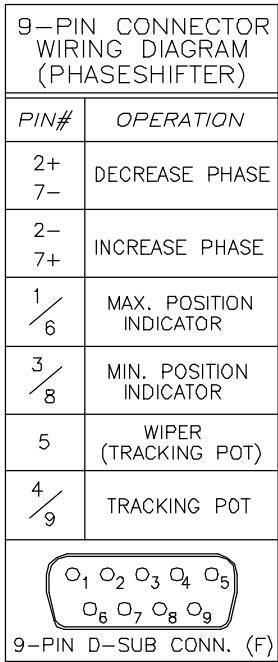 9-PIN CONNECTOR
WIRING DIAGRAM
(PHASESHIFTER)
PIN# OPERATION
2+
7-
DECREASE PHASE
2-
7+
INCREASE PHASE
1/6
MAX. POSITION
INDICATOR
3/8
MIN. POSITION
INDICATOR
5
WIPER
(TRACKING POT)
4/9
TRACKING POT
1 2 3 4 5
6 7 8 9
9-PIN D-SUB CONN. (F)